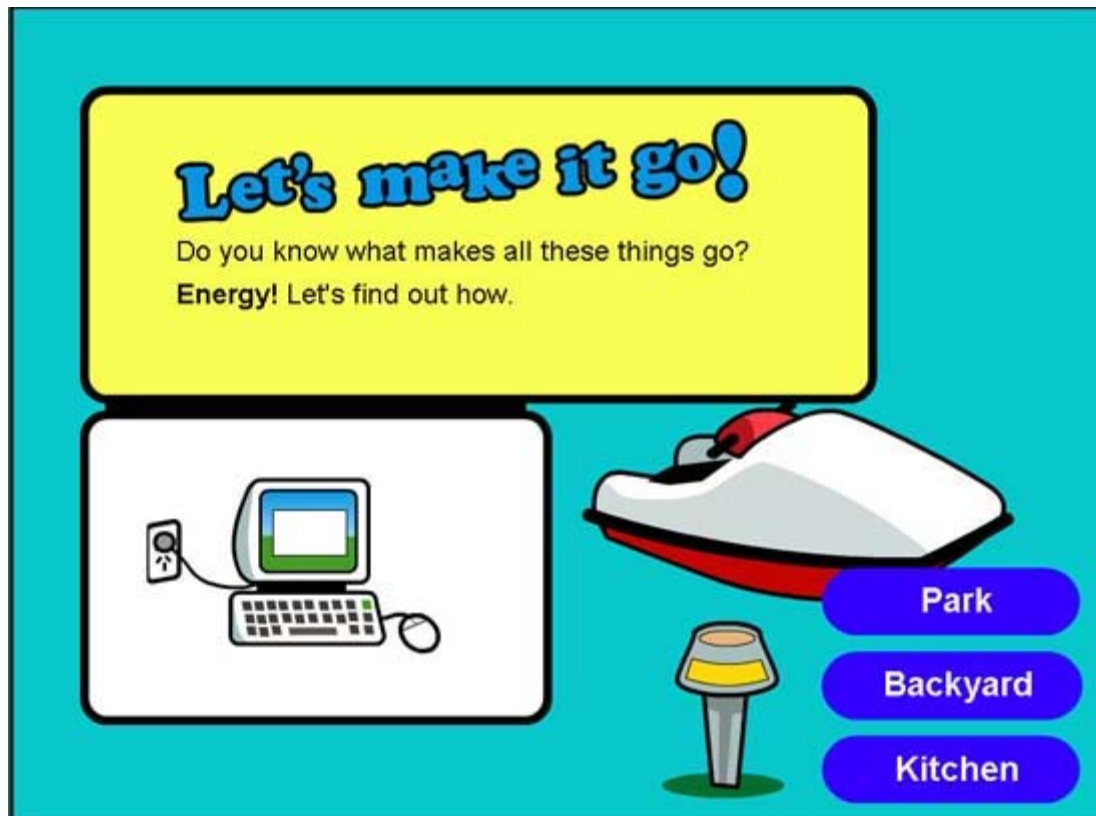 Let's make it go!
Do you know what makes all these things go?
Energy! Let's find out how.
Park
Backyard
Kitchen